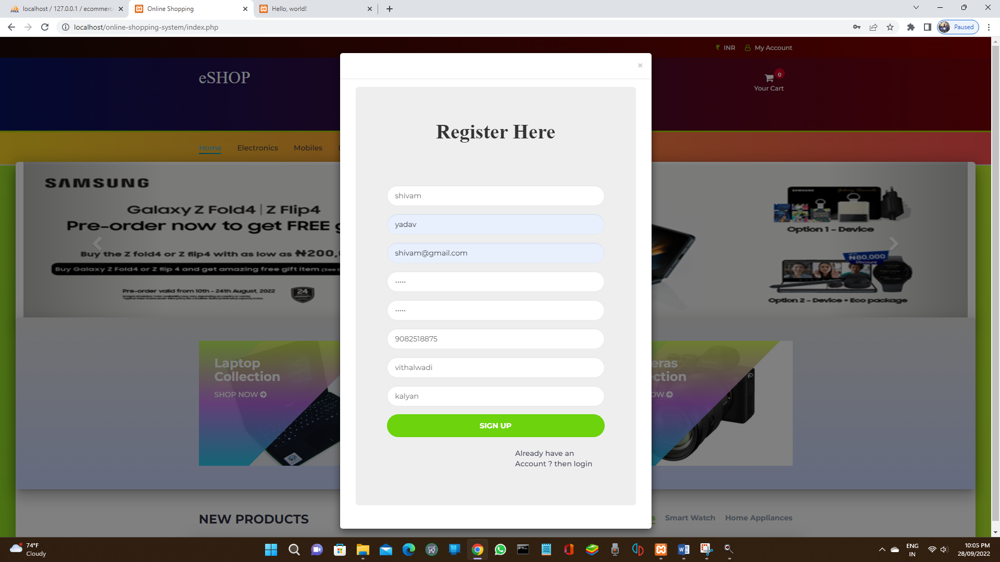 localhost / 127.0.0.1 / ecommerc
Online Shopping
Hello, world!
localhost/online-shopping-system/index.php
Paused
₹ INR
My Account
eSHOP
0
Your Cart
Home
Electronics
Mobiles
×
Register Here
shivam
yadav
shivam@gmail.com
•••••
•••••
9082518875
vithalwadi
kalyan
SIGN UP
Already have an
Account ? then login
SAMSUNG
Galaxy Z Fold4 | Z Flip4
Pre-order now to get FREE g
Buy the Z fold4 or Z flip4 with as low as ₦200,
Buy Galaxy Z Fold4 or Z flip 4 and get amazing free gift item (See
Pre-order valid from 10th - 24th August, 2022
24
SAMSUNG
Option 1 - Device
₦80,000
Discount
Option 2 - Device + Eco package
Laptop
Collection
SHOP NOW
eras
ction
OW
NEW PRODUCTS
s
Smart Watch
Home Appliances
74°F
Cloudy
ENG
IN
10:05 PM
28/09/2022